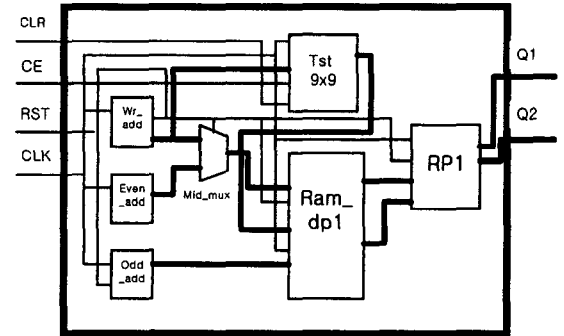 CLR
CE
RST
CLK
Tst
9x9
Wr_
add
Even
_add
Odd
_add
Mid_mux
Ram_
dp1
RP1
Q1
Q2